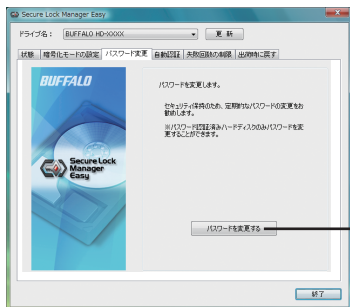 Secure Lock Manager Easy
ドライブ名： BUFFALO HD-XXXX 更 新
状態 暗号化モードの設定 パスワード変更 自動認証 失敗回数の制限 出荷時に戻す
BUFFALO
パスワードを変更します。
セキュリティ保持のため、定期的なパスワードの変更をお
勧めします。
※パスワード認証済みハードディスクのみパスワードを変
更することができます。
Secure Lock
Manager
Easy
パスワードを変更する
終了